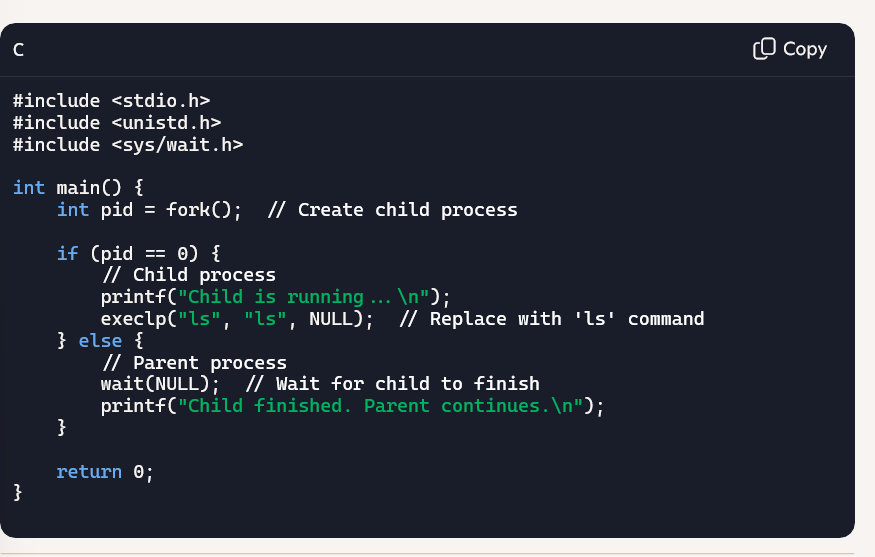 C
Copy
#include <stdio.h>
#include <unistd.h>
#include <sys/wait.h>
int main() {
    int pid = fork();  // Create child process
    if (pid == 0) {
        // Child process
        printf("Child is running...\n");
        execlp("ls", "ls", NULL);  // Replace with 'ls' command
    } else {
        // Parent process
        wait(NULL);  // Wait for child to finish
        printf("Child finished. Parent continues.\n");
    }
    return 0;
}